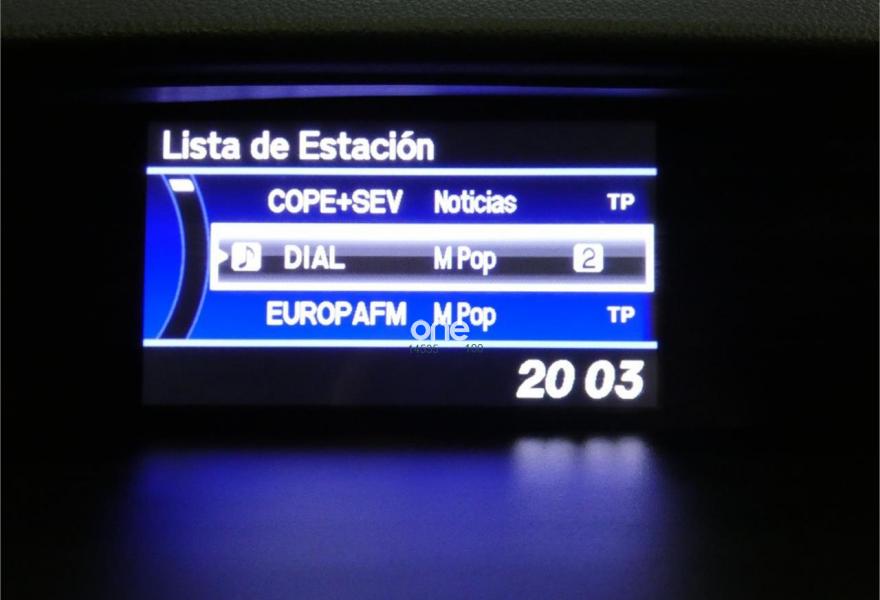 Lista de Estación
COPE+SEV Noticias TP
DIAL M Pop 2
EUROPAFM M Pop TP
one
20 03